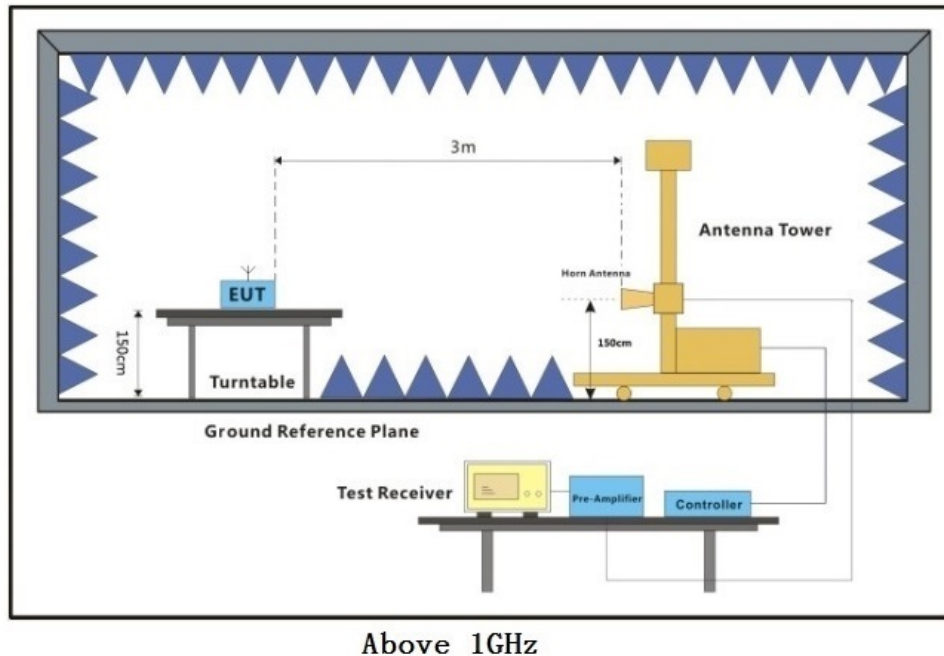 3m
Antenna Tower
Horn Antenna
EUT
150cm
150cm
Turntable
Ground Reference Plane
Test Receiver
Pre-Amplifier
Controller
Above 1GHz